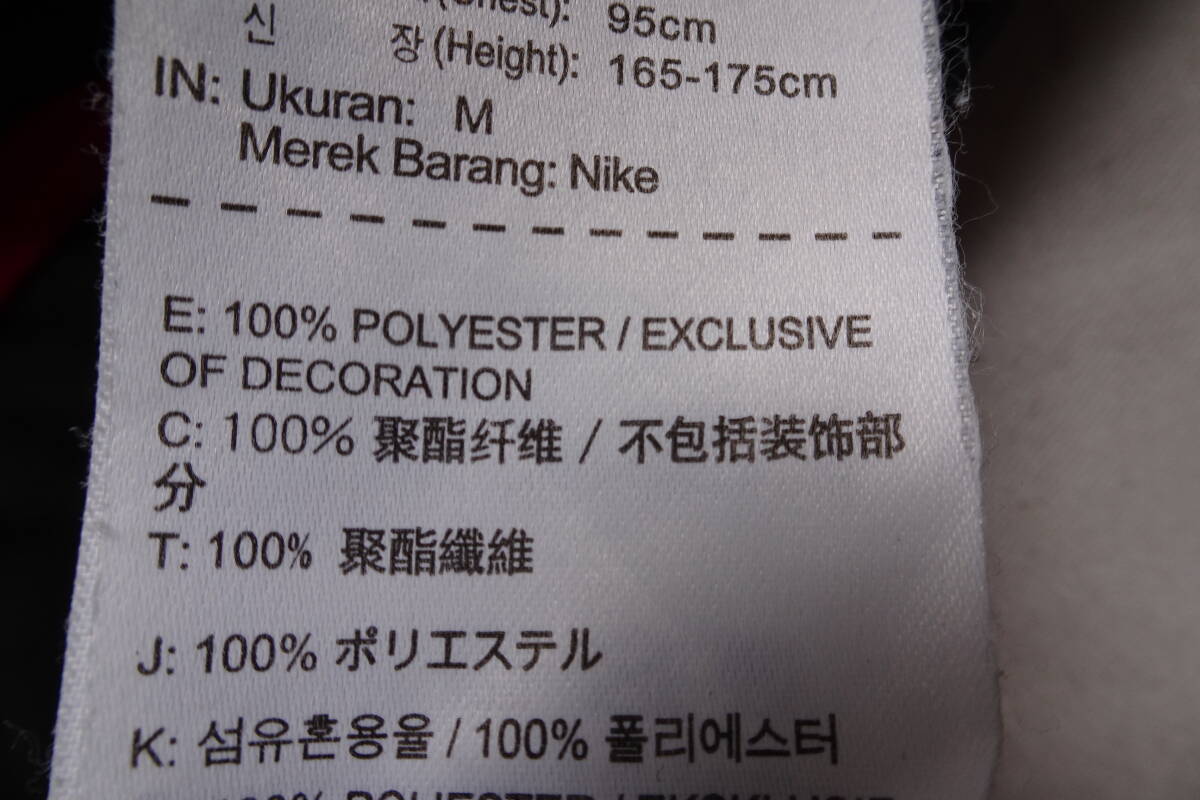 (Chest): 95cm
신 장 (Height): 165-175cm
IN: Ukuran: M
Merek Barang: Nike
E: 100% POLYESTER / EXCLUSIVE
OF DECORATION
C: 100% 聚酯纤维 / 不包括装饰部
分
T: 100% 聚酯纖維
J: 100% ポリエステル
K: 섬유혼용율 / 100% 폴리에스터